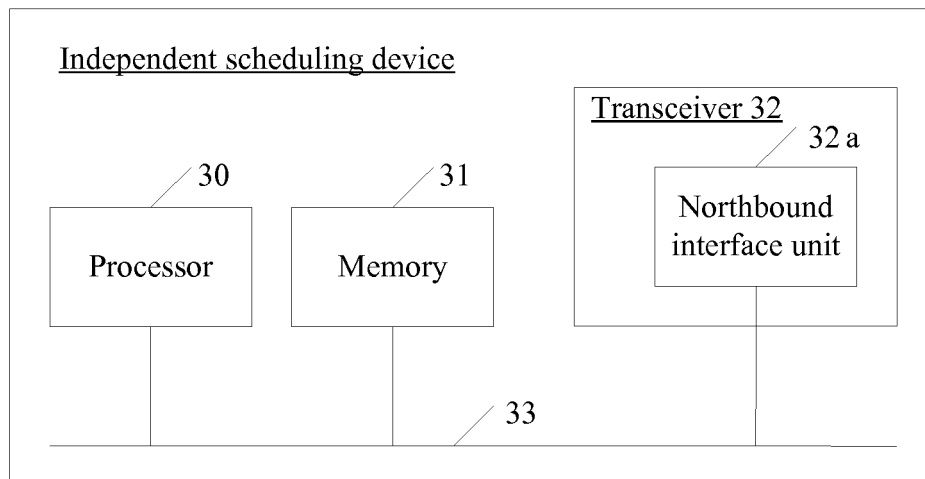 Independent scheduling device
Transceiver 32
32 a
30
31
Northbound
interface unit
Processor
Memory
33